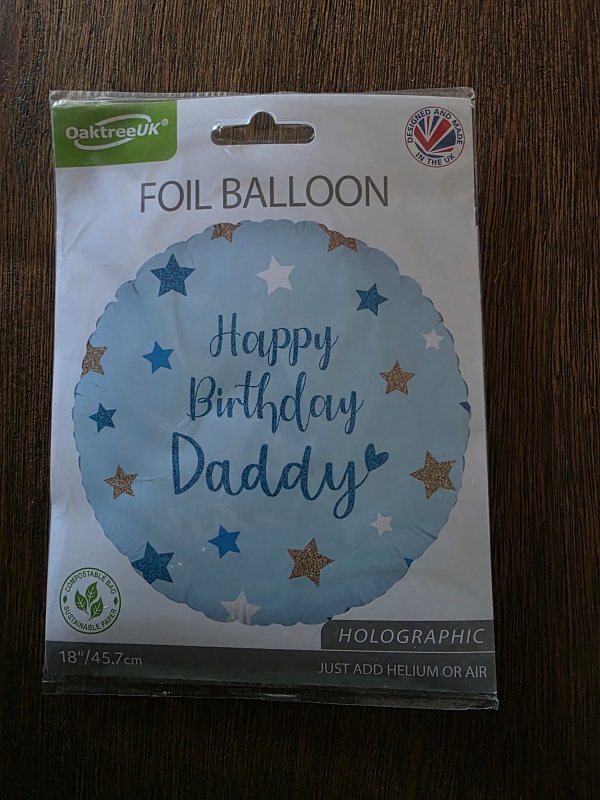 OaktreeUK®
DESIGNED AND MADE
IN THE UK
FOIL BALLOON
Happy
Birthday
Daddy
COMPOSTABLE BAG
SUSTAINABLE PAPER
HOLOGRAPHIC
18"/45.7cm
JUST ADD HELIUM OR AIR